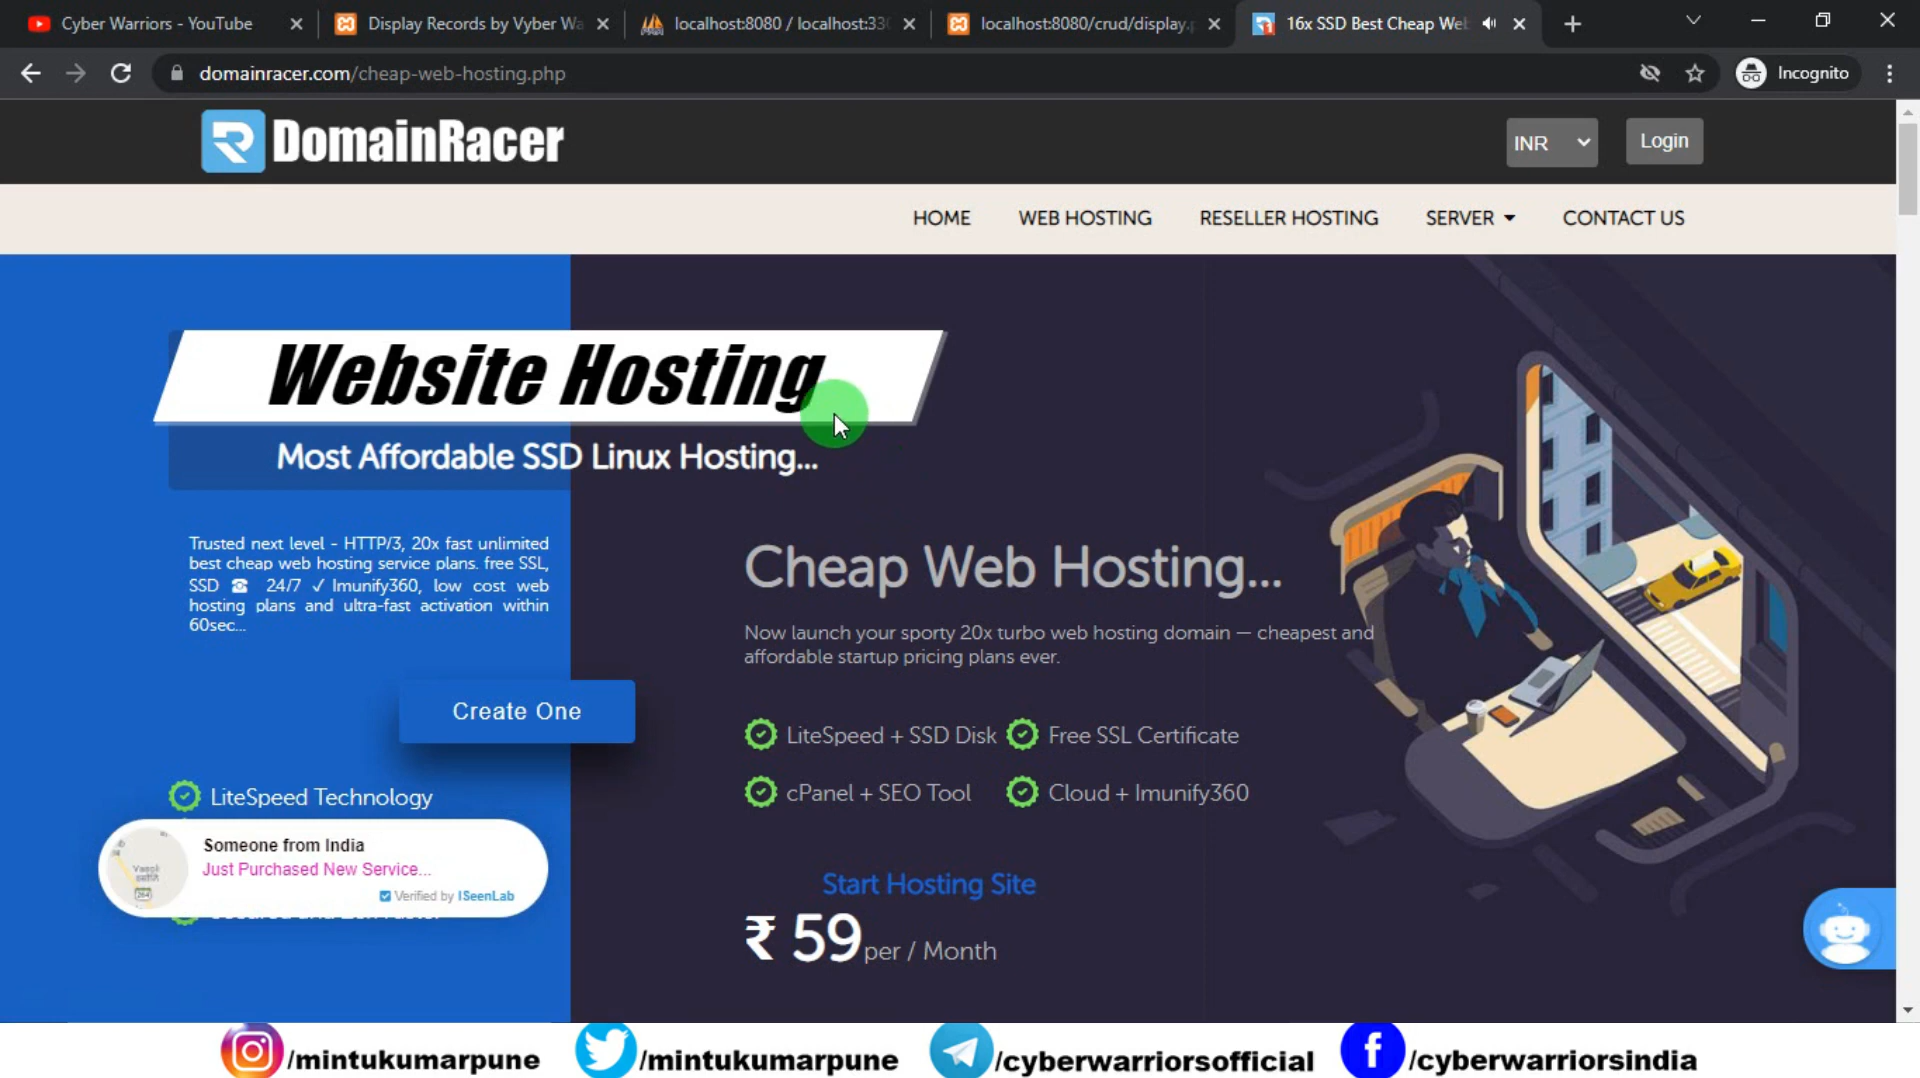 Cyber Warriors - YouTube
Display Records by Vyber Wa
localhost:8080 / localhost:33
localhost:8080/crud/display.
16x SSD Best Cheap Web
domainracer.com/cheap-web-hosting.php
Incognito
DomainRacer
INR
Login
HOME
WEB HOSTING
RESELLER HOSTING
SERVER
CONTACT US
Website Hosting
Most Affordable SSD Linux Hosting...
Trusted next level - HTTP/3, 20x fast unlimited
best cheap web hosting service plans. free SSL,
SSD ☎ 24/7 ✓ Imunify360, low cost web
hosting plans and ultra-fast activation within
60sec...
Create One
LiteSpeed Technology
Someone from India
Just Purchased New Service...
Verified by ISeenLab
Cheap Web Hosting...
Now launch your sporty 20x turbo web hosting domain — cheapest and
affordable startup pricing plans ever.
LiteSpeed + SSD Disk
Free SSL Certificate
cPanel + SEO Tool
Cloud + Imunify360
Start Hosting Site
₹ 59 per / Month
/mintukumarpune
/mintukumarpune
/cyberwarriorsofficial
/cyberwarriorsindia